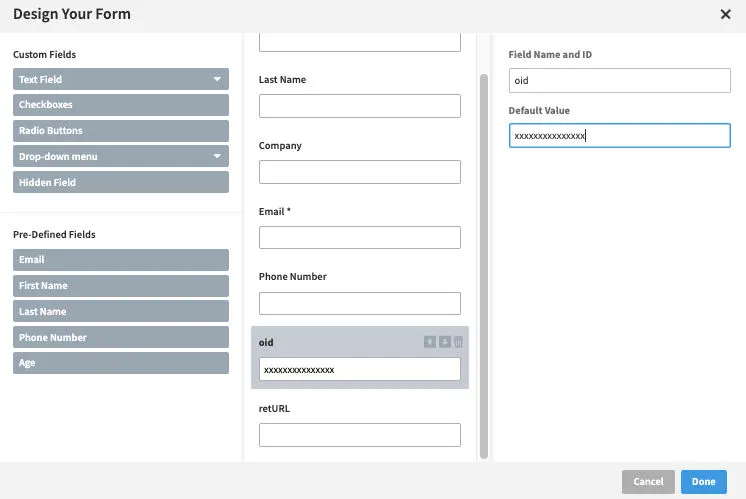 Design Your Form
Custom Fields
Text Field
Checkboxes
Radio Buttons
Drop-down menu
Hidden Field
Pre-Defined Fields
Email
First Name
Last Name
Phone Number
Age
Last Name
Company
Email *
Phone Number
oid
xxxxxxxxxxxxxxx
retURL
Field Name and ID
oid
Default Value
xxxxxxxxxxxxxxx
Cancel
Done